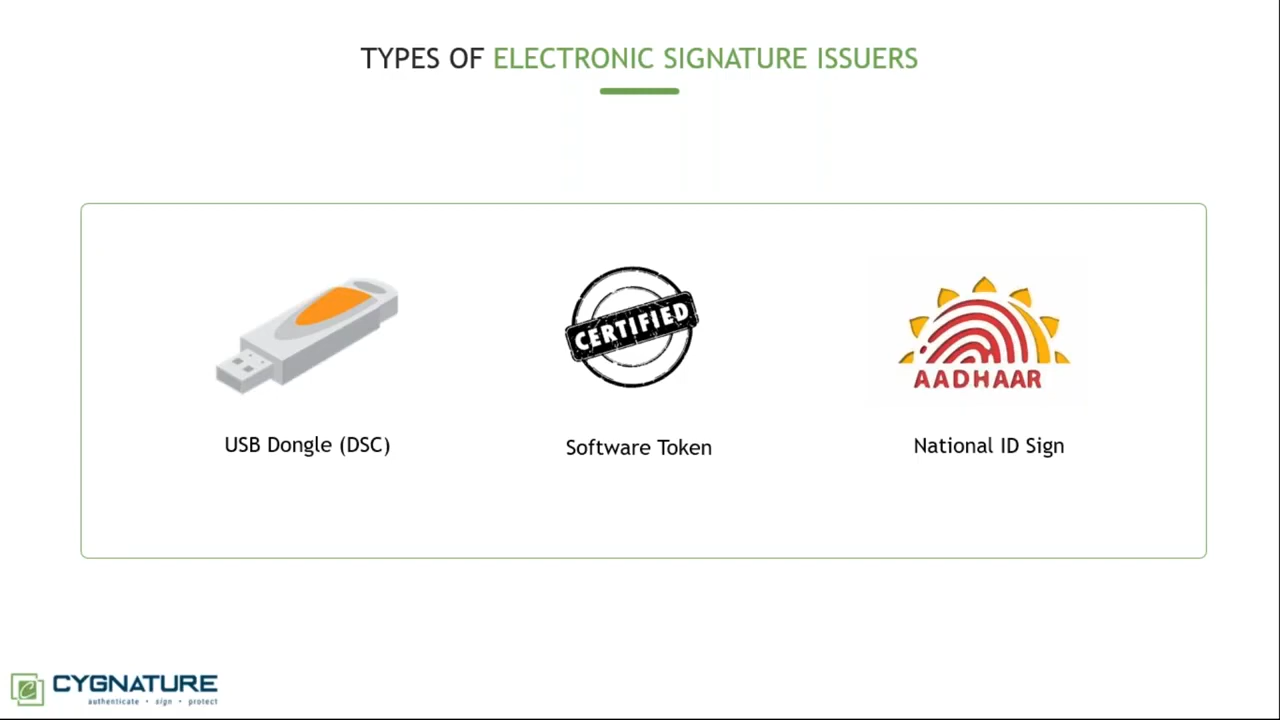 TYPES OF ELECTRONIC SIGNATURE ISSUERS
CERTIFIED
AADHAAR
USB Dongle (DSC)
Software Token
National ID Sign
CYGNATURE
authenticate • sign • protect